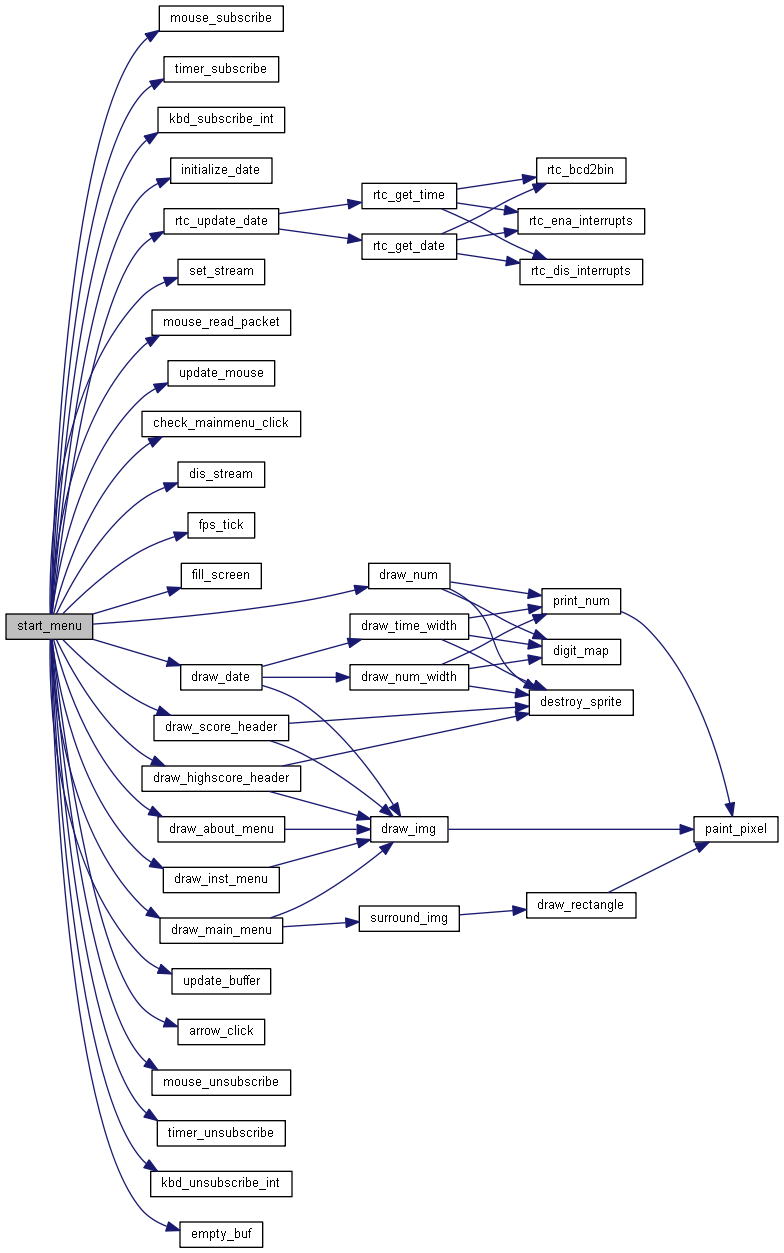 mouse_subscribe
timer_subscribe
kbd_subscribe_int
initialize_date
rtc_bcd2bin
rtc_get_time
rtc_update_date
rtc_ena_interrupts
rtc_get_date
set_stream
rtc_dis_interrupts
mouse_read_packet
update_mouse
check_mainmenu_click
dis_stream
fps_tick
fill_screen
draw_num
print_num
start_menu
draw_time_width
digit_map
draw_date
draw_num_width
destroy_sprite
draw_score_header
draw_highscore_header
draw_about_menu
draw_img
paint_pixel
draw_inst_menu
draw_rectangle
surround_img
draw_main_menu
update_buffer
arrow_click
mouse_unsubscribe
timer_unsubscribe
kbd_unsubscribe_int
empty_buf